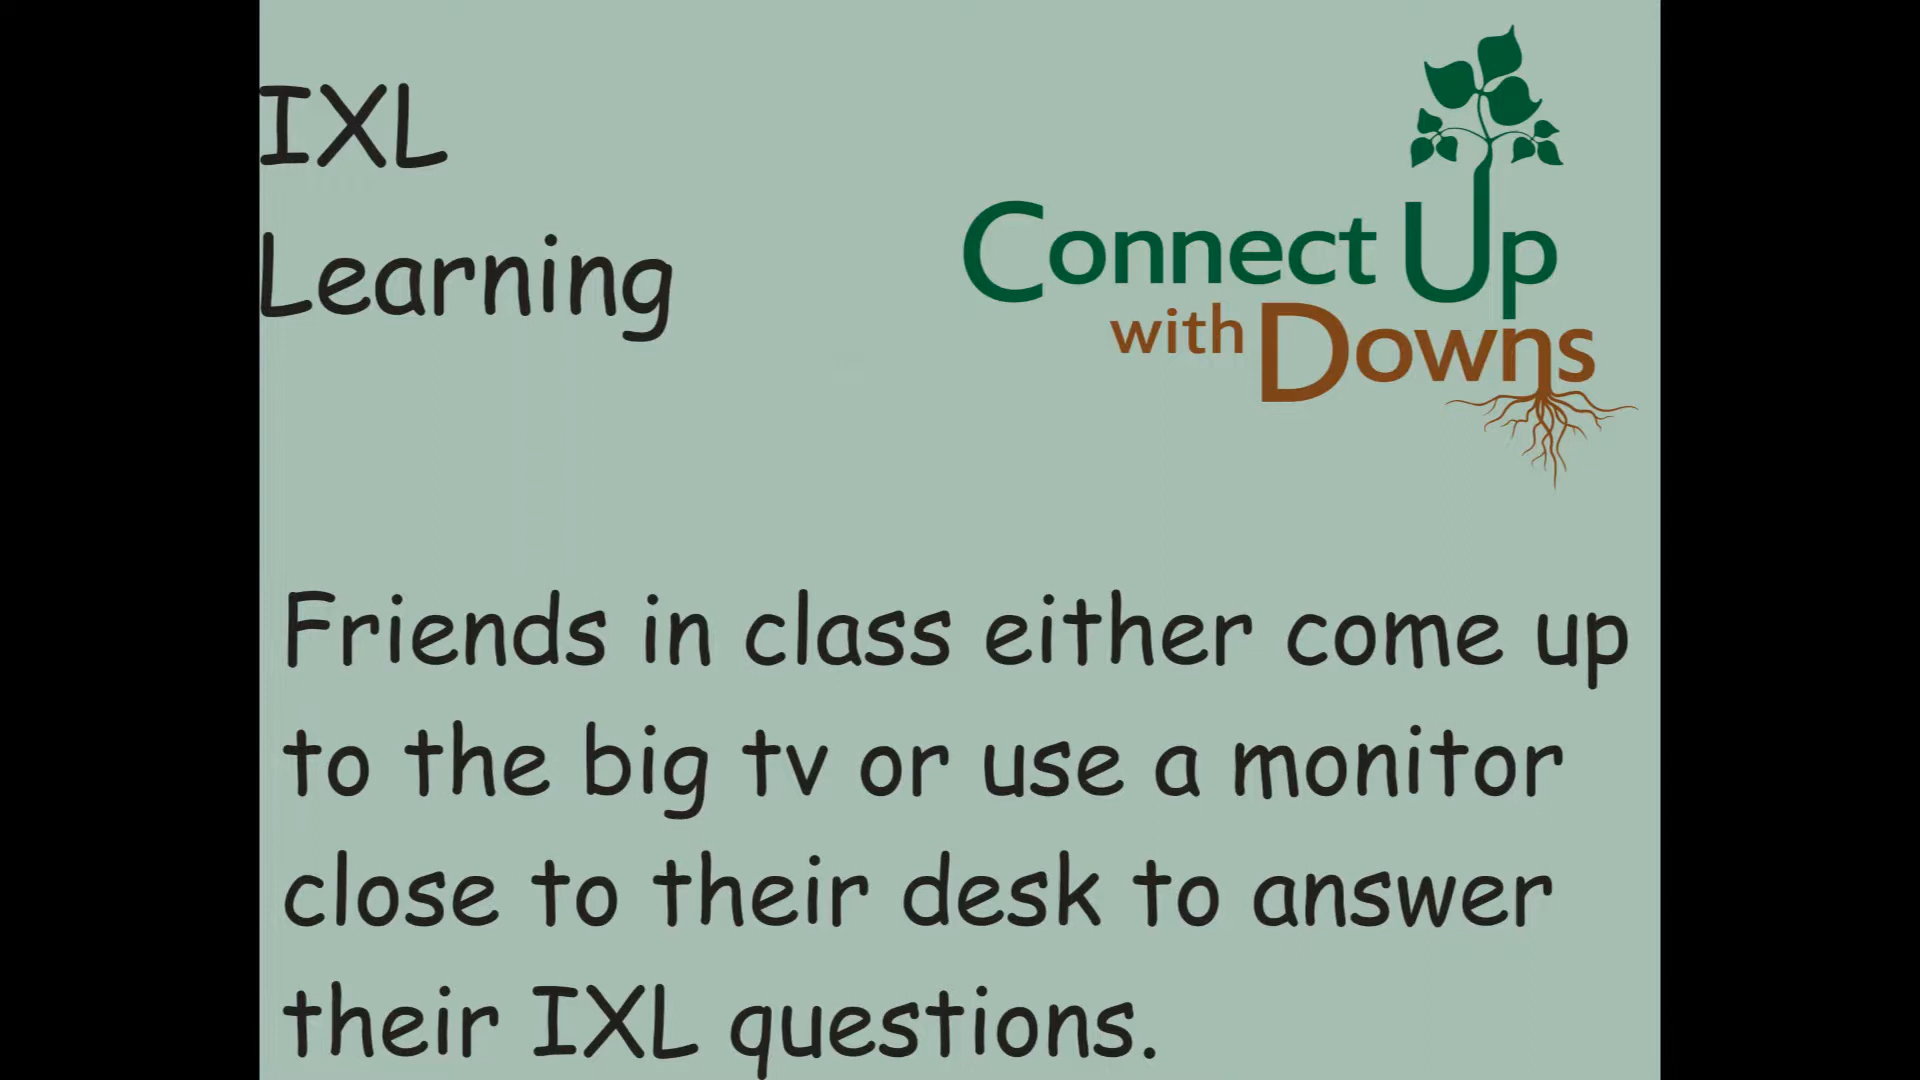 IXL
Learning
Connect Up
with Downs
Friends in class either come up
to the big tv or use a monitor
close to their desk to answer
their IXL questions.